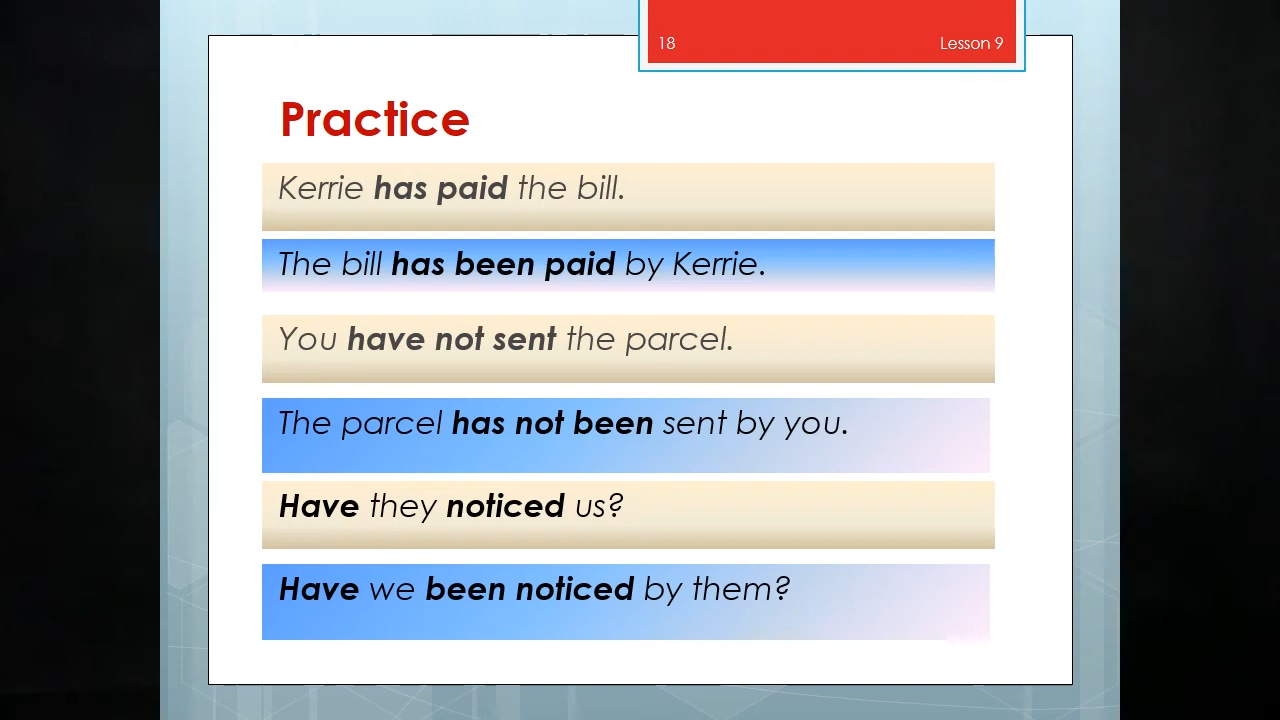 18 Lesson 9
Practice
Kerrie has paid the bill.
The bill has been paid by Kerrie.
You have not sent the parcel.
The parcel has not been sent by you.
Have they noticed us?
Have we been noticed by them?